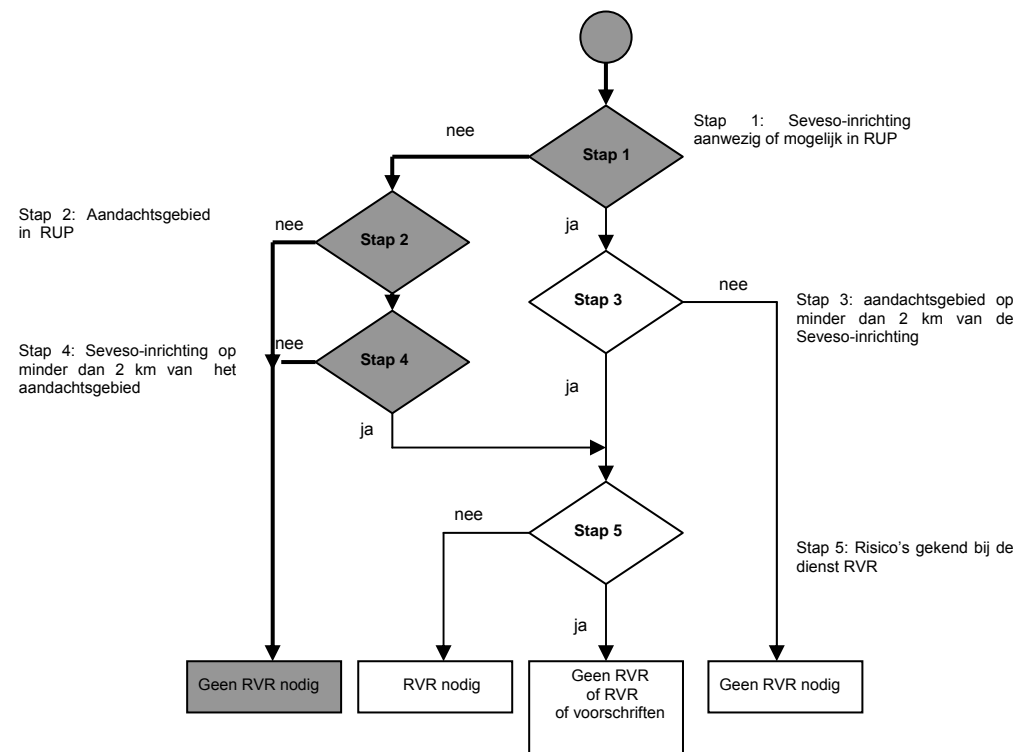 nee
Stap 1: Seveso-inrichting
aanwezig of mogelijk in RUP
Stap 1
Stap 2: Aandachtsgebied
in RUP
nee
Stap 2
ja
Stap 3
nee
Stap 3: aandachtsgebied op
minder dan 2 km van de
Seveso-inrichting
Stap 4: Seveso-inrichting op
minder dan 2 km van het
aandachtsgebied
nee
Stap 4
ja
ja
nee
Stap 5
Stap 5: Risico's gekend bij de
dienst RVR
ja
Geen RVR nodig
RVR nodig
Geen RVR
of RVR
of voorschriften
Geen RVR nodig